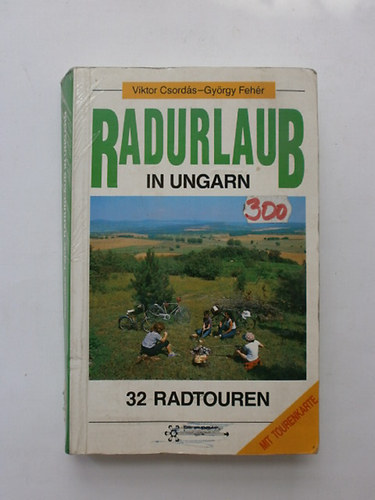 Viktor Csordás–György Fehér
RADURLAUB
IN UNGARN
300
32 RADTOUREN
MIT TOURENKARTE